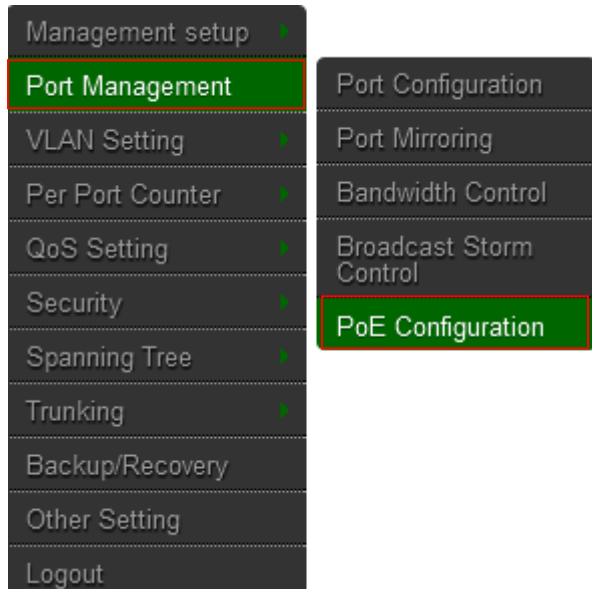 Management setup
Port Management
VLAN Setting
Per Port Counter
QoS Setting
Security
Spanning Tree
Trunking
Backup/Recovery
Other Setting
Logout
Port Configuration
Port Mirroring
Bandwidth Control
Broadcast Storm
Control
PoE Configuration